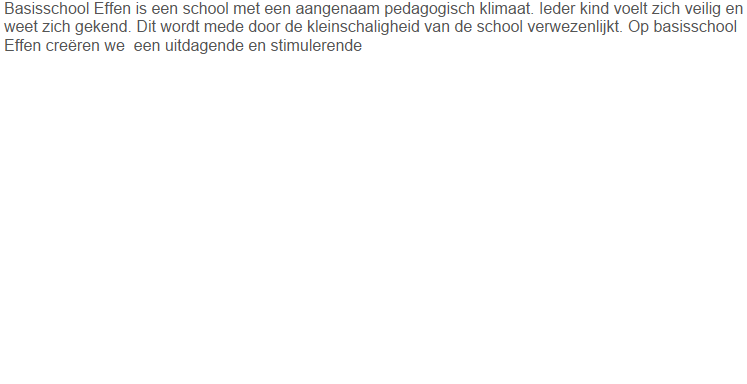 Basisschool Effen is een school met een aangenaam pedagogisch klimaat. Ieder kind voelt zich veilig en
weet zich gekend. Dit wordt mede door de kleinschaligheid van de school verwezenlijkt. Op basisschool
Effen creëren we  een uitdagende en stimulerende